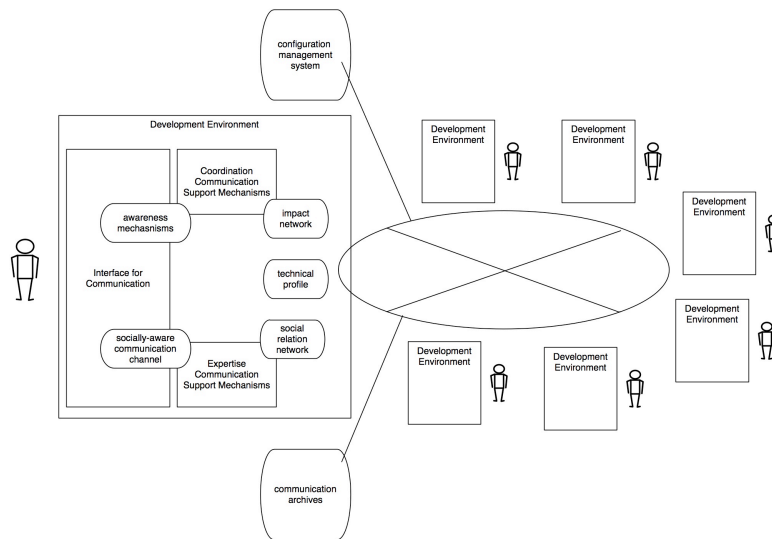 configuration
management
system
Development Environment
Coordination
Communication
Support Mechanisms
awareness
mechasnisms
impact
network
Interface for
Communication
technical
profile
socially-aware
communication
channel
social
relation
network
Expertise
Communication
Support Mechanisms
communication
archives
Development
Environment
Development
Environment
Development
Environment
Development
Environment
Development
Environment
Development
Environment